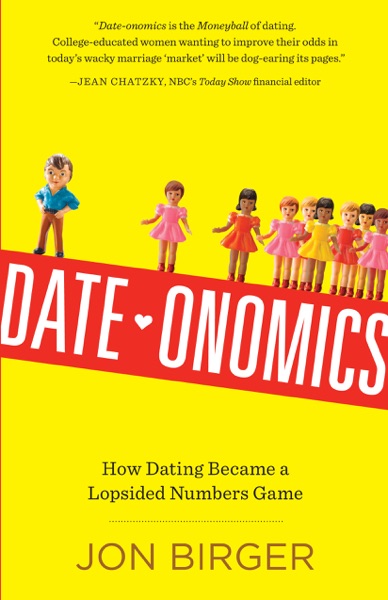 “Date-onomics is the Moneyball of dating.
College-educated women wanting to improve their odds in
today’s wacky marriage ‘market’ will be dog-earing its pages.”
—JEAN CHATZKY, NBC’s Today Show financial editor
DATE ♥ ONOMICS
How Dating Became a
Lopsided Numbers Game
JON BIRGER